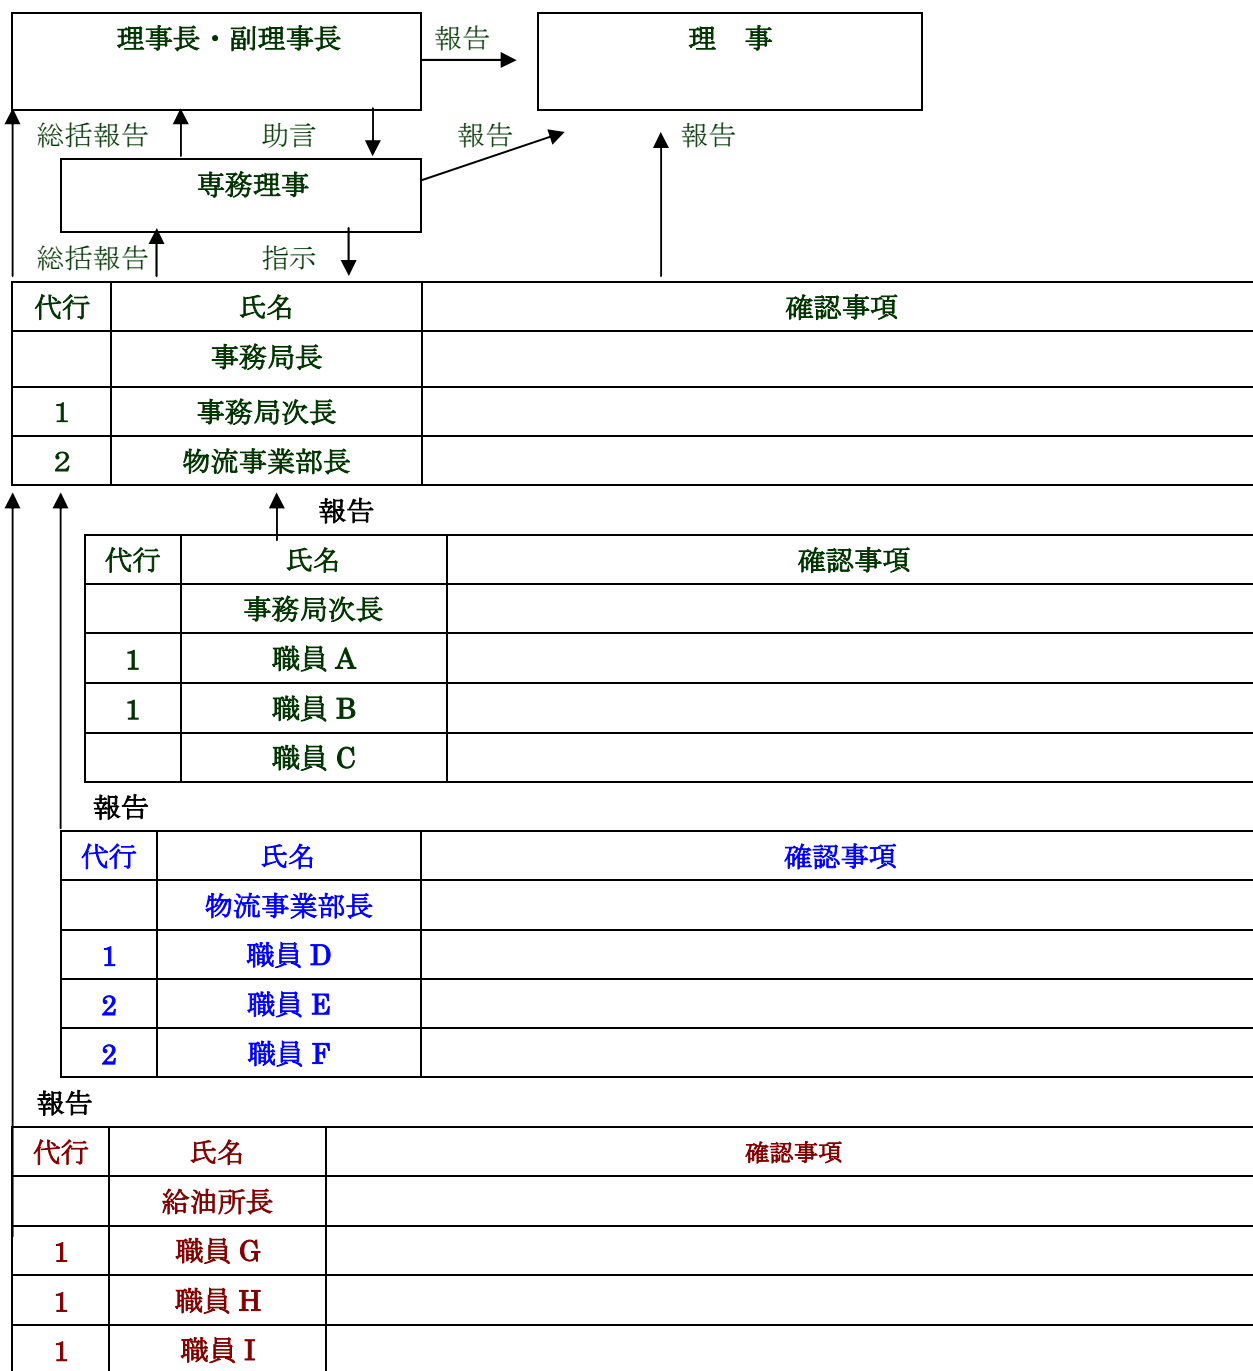 理事長・副理事長 報告 理 事
総括報告 助言 報告 報告
専務理事
総括報告 指示
代行 氏名 確認事項
事務局長
1 事務局次長
2 物流事業部長
報告
代行 氏名 確認事項
事務局次長
1 職員 A
1 職員 B
職員 C
報告
代行 氏名 確認事項
物流事業部長
1 職員 D
2 職員 E
2 職員 F
報告
代行 氏名 確認事項
給油所長
1 職員 G
1 職員 H
1 職員 I